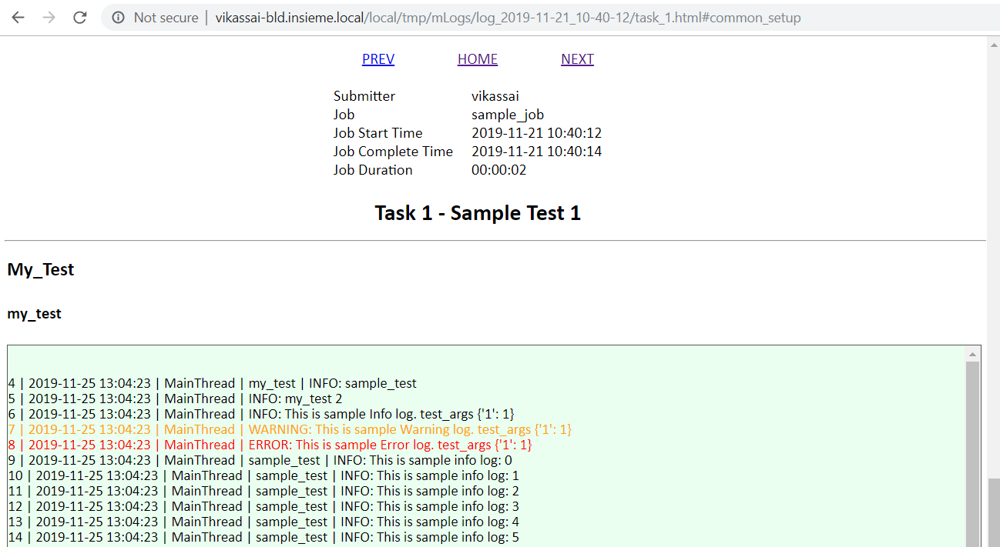 Not secure | vikassai-bld.insieme.local/local/tmp/mLogs/log_2019-11-21_10-40-12/task_1.html#common_setup
PREV HOME NEXT
Submitter vikassai
Job sample_job
Job Start Time 2019-11-21 10:40:12
Job Complete Time 2019-11-21 10:40:14
Job Duration 00:00:02
Task 1 - Sample Test 1
My_Test
my_test
4 | 2019-11-25 13:04:23 | MainThread | my_test | INFO: sample_test
5 | 2019-11-25 13:04:23 | MainThread | INFO: my_test 2
6 | 2019-11-25 13:04:23 | MainThread | INFO: This is sample Info log. test_args {'1': 1}
7 | 2019-11-25 13:04:23 | MainThread | WARNING: This is sample Warning log. test_args {'1': 1}
8 | 2019-11-25 13:04:23 | MainThread | ERROR: This is sample Error log. test_args {'1': 1}
9 | 2019-11-25 13:04:23 | MainThread | sample_test | INFO: This is sample info log: 0
10 | 2019-11-25 13:04:23 | MainThread | sample_test | INFO: This is sample info log: 1
11 | 2019-11-25 13:04:23 | MainThread | sample_test | INFO: This is sample info log: 2
12 | 2019-11-25 13:04:23 | MainThread | sample_test | INFO: This is sample info log: 3
13 | 2019-11-25 13:04:23 | MainThread | sample_test | INFO: This is sample info log: 4
14 | 2019-11-25 13:04:23 | MainThread | sample_test | INFO: This is sample info log: 5